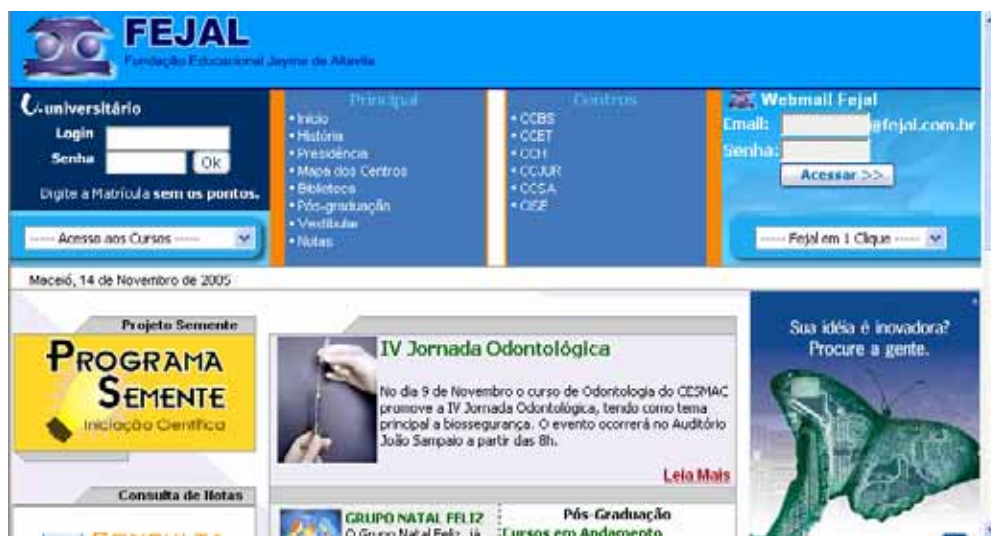 FEJAL
Fundação Educacional Jayme de Altavila
U-universitário
Login
Senha
Ok
Digite a Matrícula sem os pontos.
----- Acesso aos Cursos -----
Principal
• Início
• História
• Presidência
• Mapa dos Centros
• Biblioteca
• Pós-graduação
• Vestibular
• Notas
Centros
• CCBS
• CCET
• CCH
• CCJUR
• CCSA
• CISE
Webmail Fejal
Email: @fejal.com.br
Senha:
Acessar >>
----- Fejal em 1 Clique -----
Maceió, 14 de Novembro de 2005
Projeto Semente
PROGRAMA
SEMENTE
Iniciação Científica
Consulta de Notas
IV Jornada Odontológica
No dia 9 de Novembro o curso de Odontologia do CESMAC
promove a IV Jornada Odontológica, tendo como tema
principal a biossegurança. O evento ocorrerá no Auditório
João Sampaio a partir das 8h.
Leia Mais
GRUPO NATAL FELIZ
O Grupo Natal Feliz, já
Pós-Graduação
Cursos em Andamento
Sua idéia é inovadora?
Procure a gente.